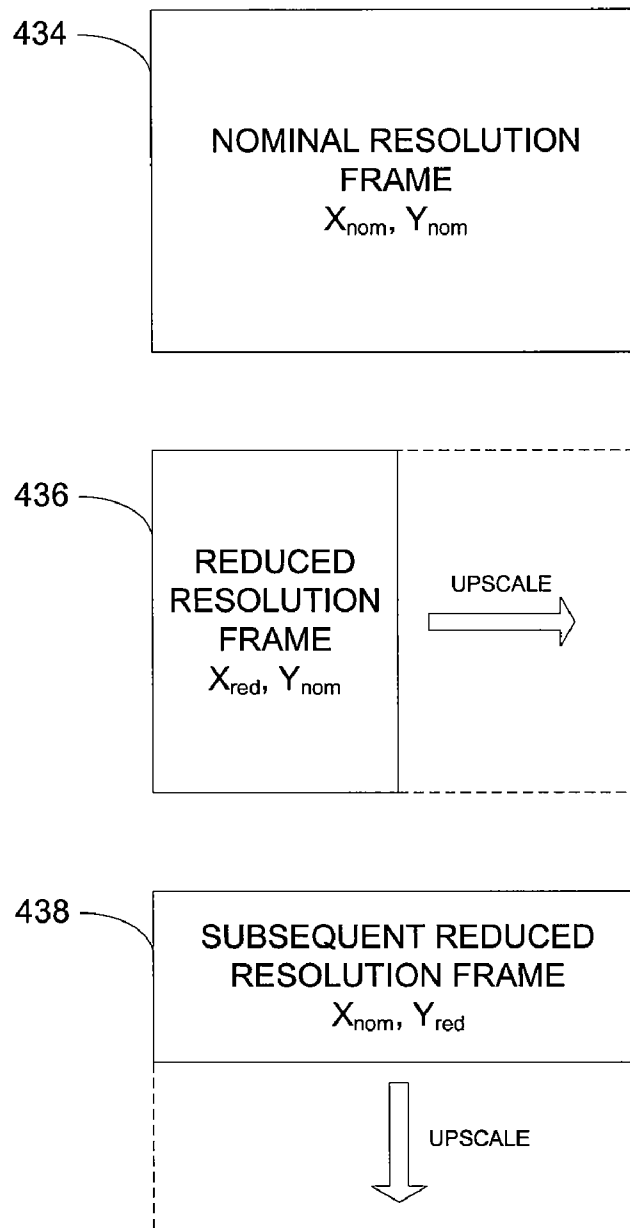 434
NOMINAL RESOLUTION
FRAME
Xnom, Ynom
436
REDUCED
RESOLUTION
FRAME
Xred, Ynom
UPSCALE
438
SUBSEQUENT REDUCED
RESOLUTION FRAME
Xnom, Yred
UPSCALE